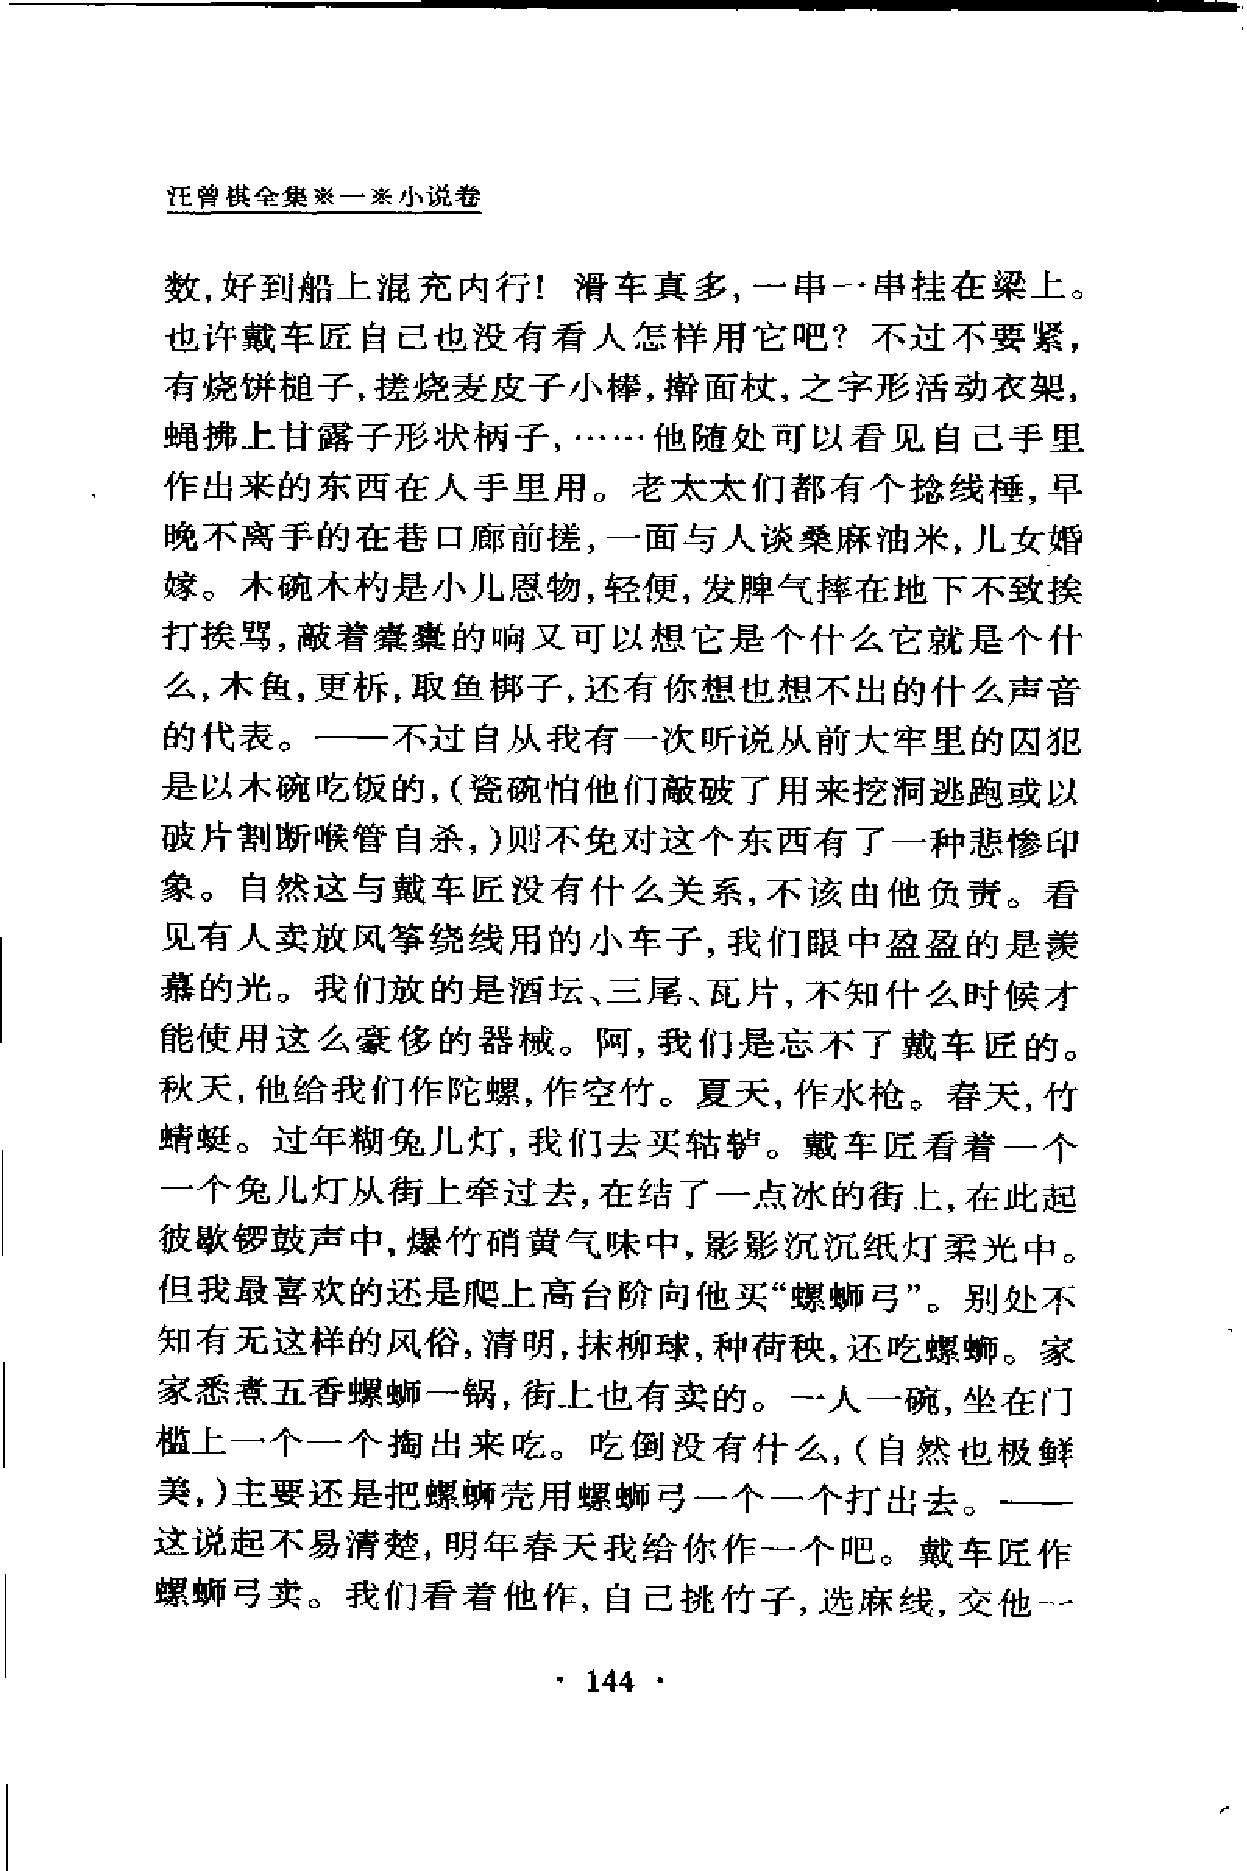 汪曾祺全集※一※小说卷
数,好到船上混充内行! 滑车真多,一串一串挂在梁上。
也许戴车匠自己也没有看人怎样用它吧? 不过不要紧,
有烧饼槌子,搓烧麦皮子小棒,擀面杖,之字形活动衣架,
蝇拂上甘露子形状柄子,……他随处可以看见自己手里
作出来的东西在人手里用。老太太们都有个捻线棰,早
晚不离手的在巷口廊前搓,一面与人谈桑麻油米,儿女婚
嫁。木碗木杓是小儿恩物,轻便,发脾气摔在地下不致挨
打挨骂,敲着橐橐的响又可以想它是个什么它就是个什
么,木鱼,更柝,取鱼梆子,还有你想也想不出的什么声音
的代表。——不过自从我有一次听说从前大牢里的囚犯
是以木碗吃饭的,(瓷碗怕他们敲破了用来挖洞逃跑或以
破片割断喉管自杀,)则不免对这个东西有了一种悲惨印
象。自然这与戴车匠没有什么关系,不该由他负责。看
见有人卖放风筝绕线用的小车子,我们眼中盈盈的是羡
慕的光。我们放的是酒坛、三尾、瓦片,不知什么时候才
能使用这么豪侈的器械。阿,我们是忘不了戴车匠的。
秋天,他给我们作陀螺,作空竹。夏天,作水枪。春天,竹
蜻蜓。过年糊兔儿灯,我们去买轱轳。戴车匠看着一个
一个兔儿灯从街上牵过去,在结了一点冰的街上,在此起
彼歇锣鼓声中,爆竹硝黄气味中,影影沉沉纸灯柔光中。
但我最喜欢的还是爬上高台阶向他买“螺蛳弓”。别处不
知有无这样的风俗,清明,抹柳球,种荷秧,还吃螺蛳。家
家悉煮五香螺蛳一锅,街上也有卖的。一人一碗,坐在门
槛上一个一个掏出来吃。吃倒没有什么,(自然也极鲜
美,)主要还是把螺蛳壳用螺蛳弓一个一个打出去。——
这说起不易清楚,明年春天我给你作一个吧。戴车匠作
螺蛳弓卖。我们看着他作,自己挑竹子,选麻线,交他一
· 144 ·